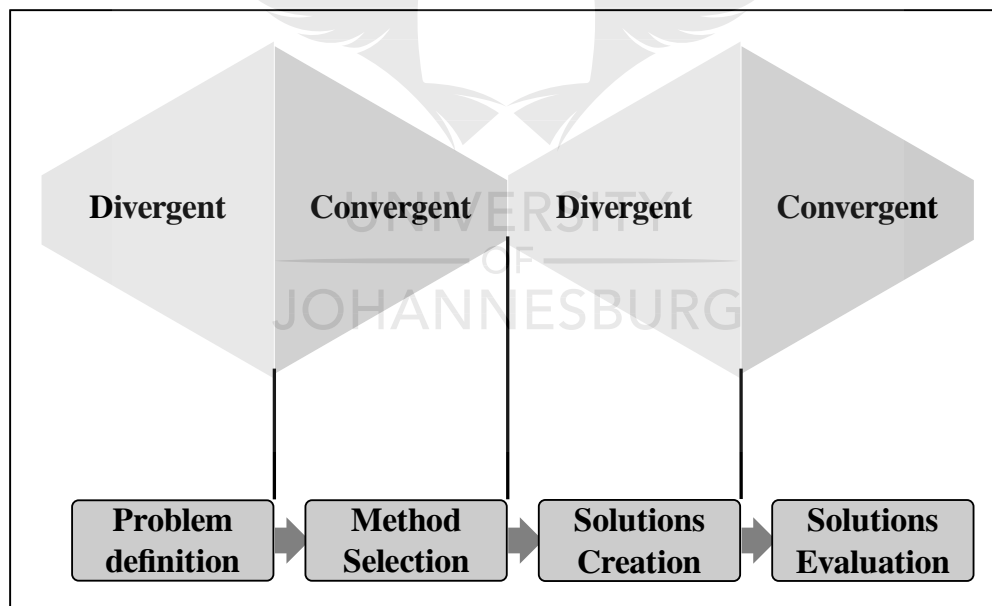 Divergent
Convergent
Divergent
Convergent
UNIVERSITY
OF
JOHANNESBURG
Problem
definition
Method
Selection
Solutions
Creation
Solutions
Evaluation